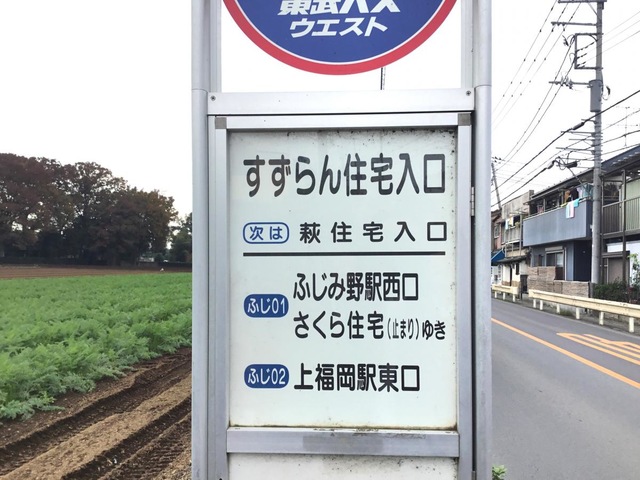 東武バス
ウエスト
すずらん住宅入口
次は 萩住宅入口
ふじ01 ふじみ野駅西口
さくら住宅(止まり)ゆき
ふじ02 上福岡駅東口